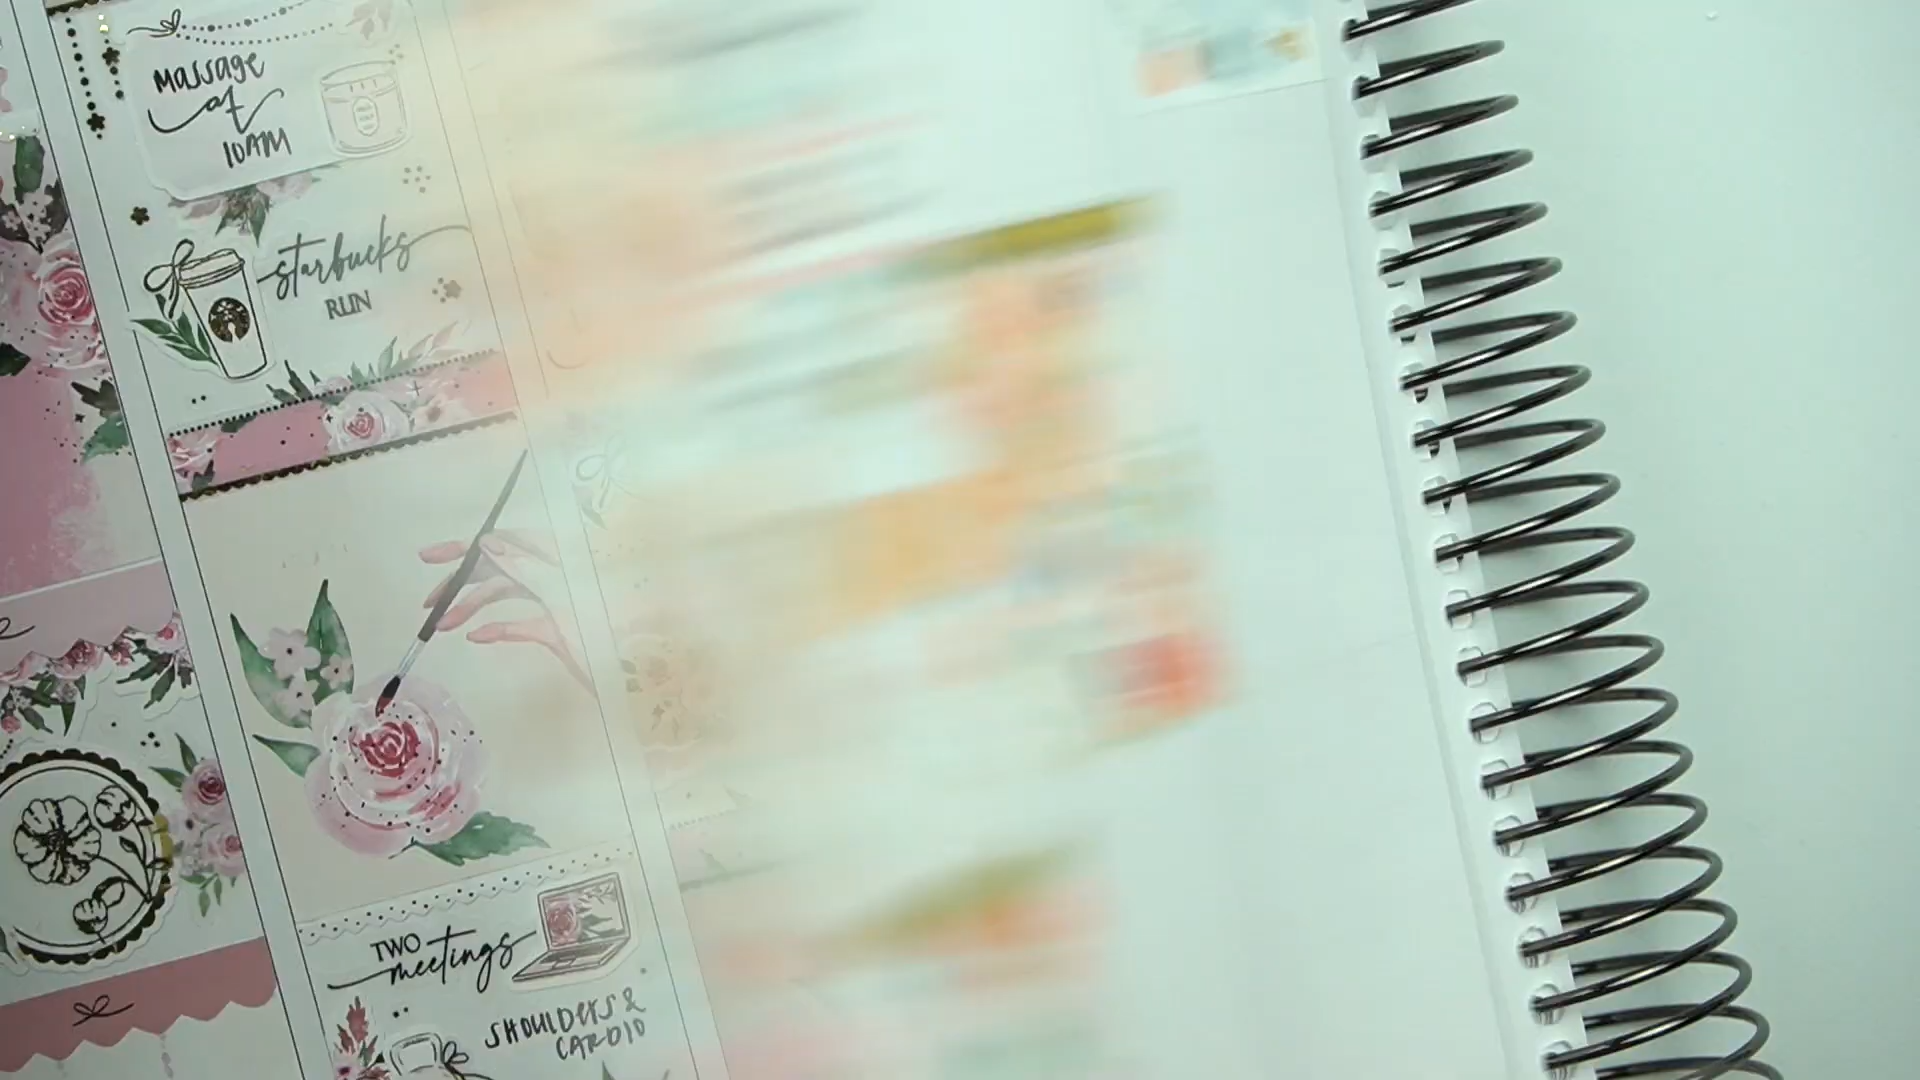 Massage
at
10AM
starbucks
RUN
TWO
meetings
SHOULDERS &
CARDIO